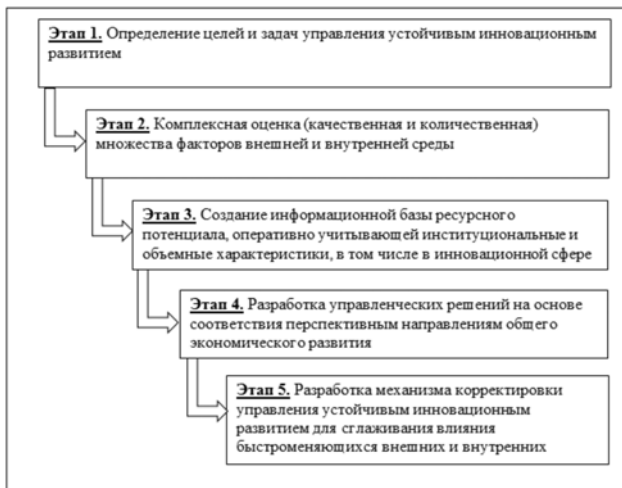 Этап 1. Определение целей и задач управления устойчивым инновационным
развитием
Этап 2. Комплексная оценка (качественная и количественная)
множества факторов внешней и внутренней среды
Этап 3. Создание информационной базы ресурсного
потенциала, оперативно учитывающей институциональные и
объемные характеристики, в том числе в инновационной сфере
Этап 4. Разработка управленческих решений на основе
соответствия перспективным направлениям общего
экономического развития
Этап 5. Разработка механизма корректировки
управления устойчивым инновационным
развитием для сглаживания влияния
быстроменяющихся внешних и внутренних